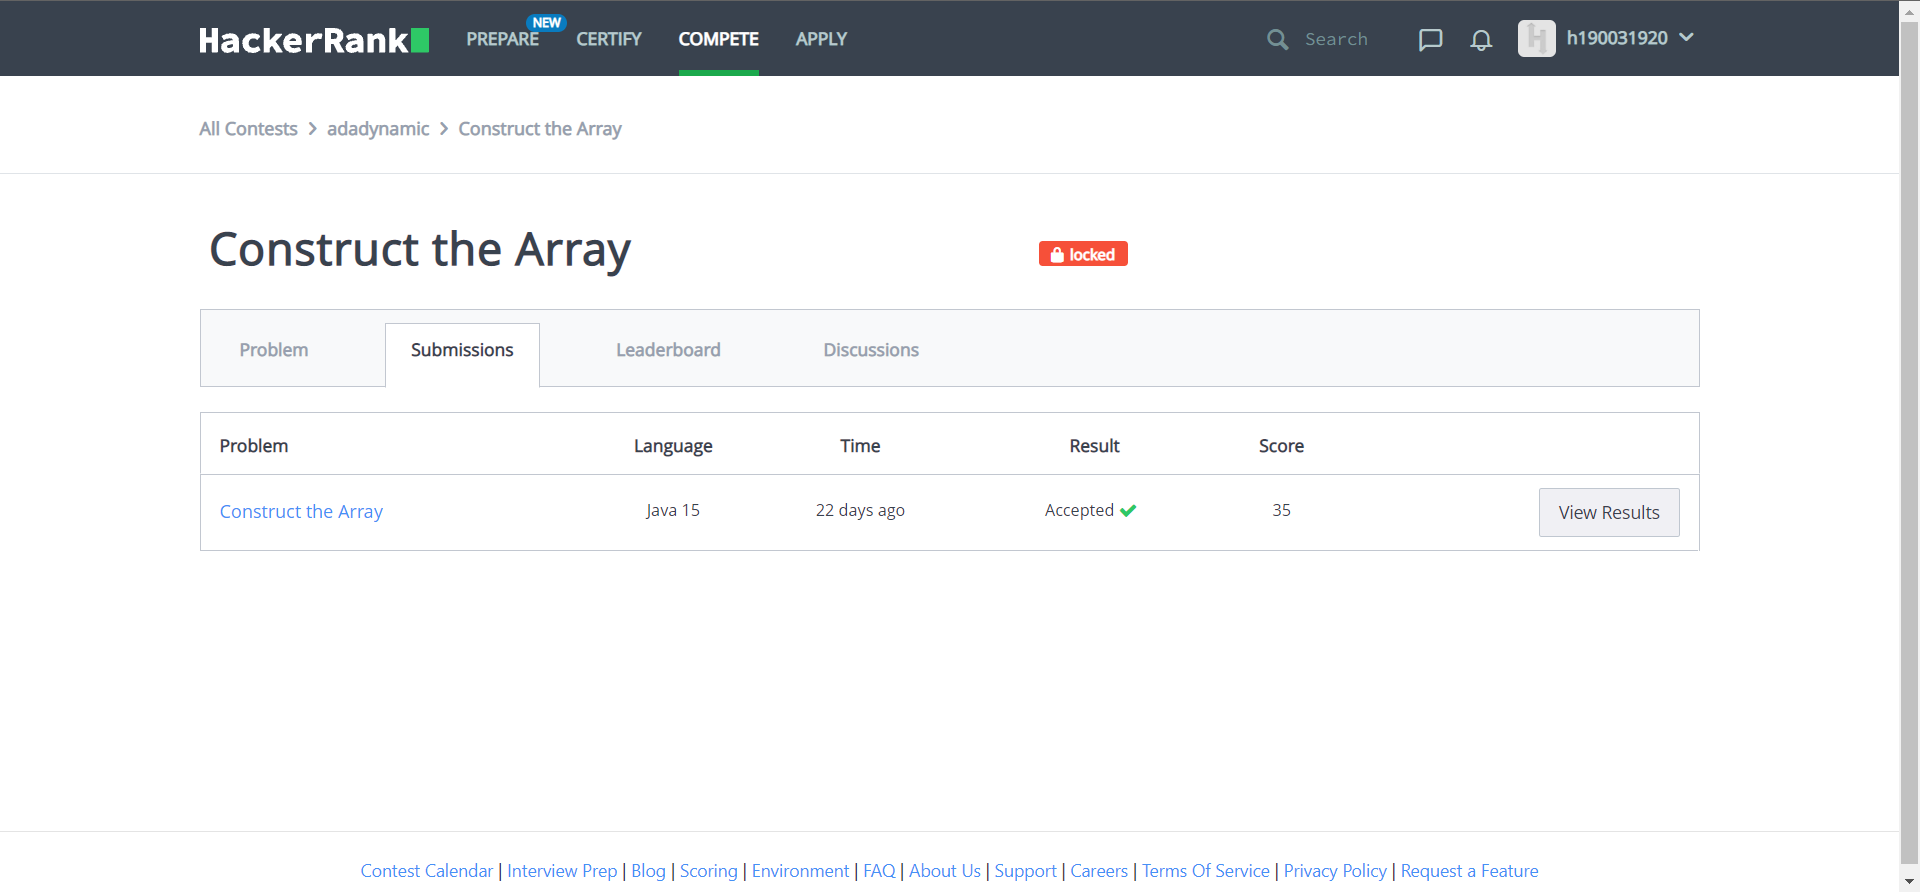 HackerRank PREPARE NEW CERTIFY COMPETE APPLY Search h190031920
All Contests > adadynamic > Construct the Array
Construct the Array locked
Problem Submissions Leaderboard Discussions
Problem Language Time Result Score
Construct the Array Java 15 22 days ago Accepted 35 View Results
Contest Calendar | Interview Prep | Blog | Scoring | Environment | FAQ | About Us | Support | Careers | Terms Of Service | Privacy Policy | Request a Feature